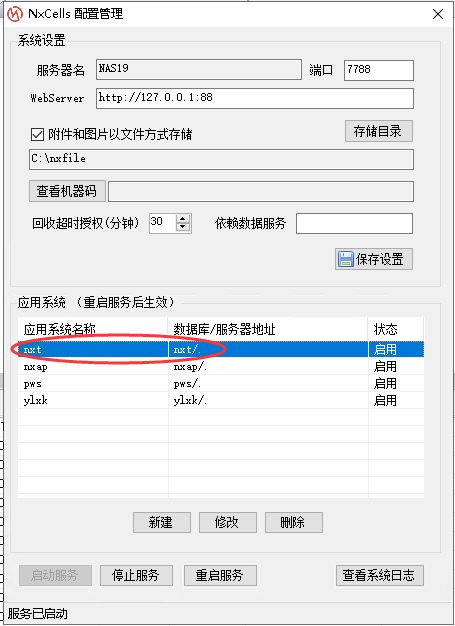 NxCells 配置管理
系统设置
服务器名 NAS19 端口 7788
WebServer http://127.0.0.1:88
附件和图片以文件方式存储 存储目录
C:\nxfile
查看机器码
回收超时授权(分钟) 30 依赖数据服务
保存设置
应用系统 (重启服务后生效)
应用系统名称 数据库/服务器地址 状态
nxt nxt/. 启用
nxap nxap/. 启用
pws pws/. 启用
ylxk ylxk/. 启用
新建 修改 删除
启动服务 停止服务 重启服务 查看系统日志
服务已启动